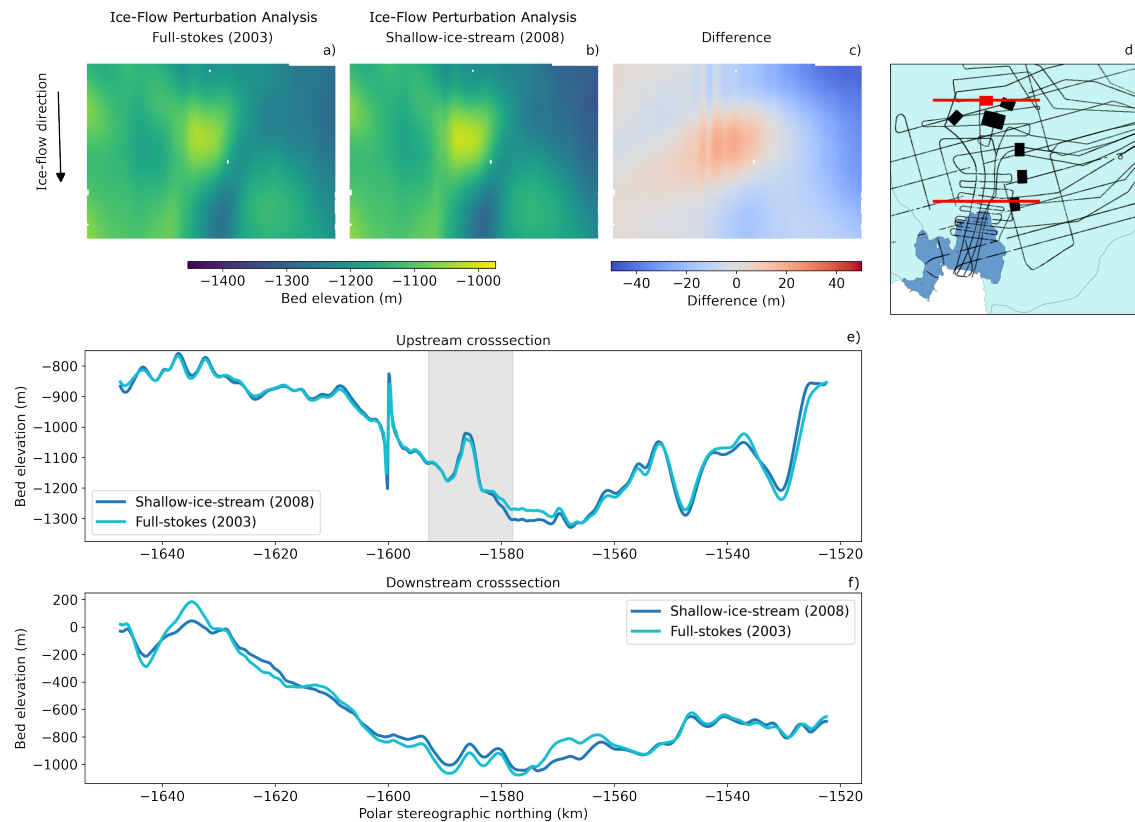 Ice-Flow Perturbation Analysis
Full-stokes (2003)
a)
Ice-Flow Perturbation Analysis
Shallow-ice-stream (2008)
b)
Difference
c)
d
Ice-flow direction
−1400 −1300 −1200 −1100 −1000
Bed elevation (m)
−40 −20 0 20 40
Difference (m)
Upstream crosssection
e)
Bed elevation (m)
−800
−900
−1000
−1100
−1200
−1300
Shallow-ice-stream (2008)
Full-stokes (2003)
−1640 −1620 −1600 −1580 −1560 −1540 −1520
Downstream crosssection
f)
Bed elevation (m)
200
0
−200
−400
−600
−800
−1000
Shallow-ice-stream (2008)
Full-stokes (2003)
−1640 −1620 −1600 −1580 −1560 −1540 −1520
Polar stereographic northing (km)